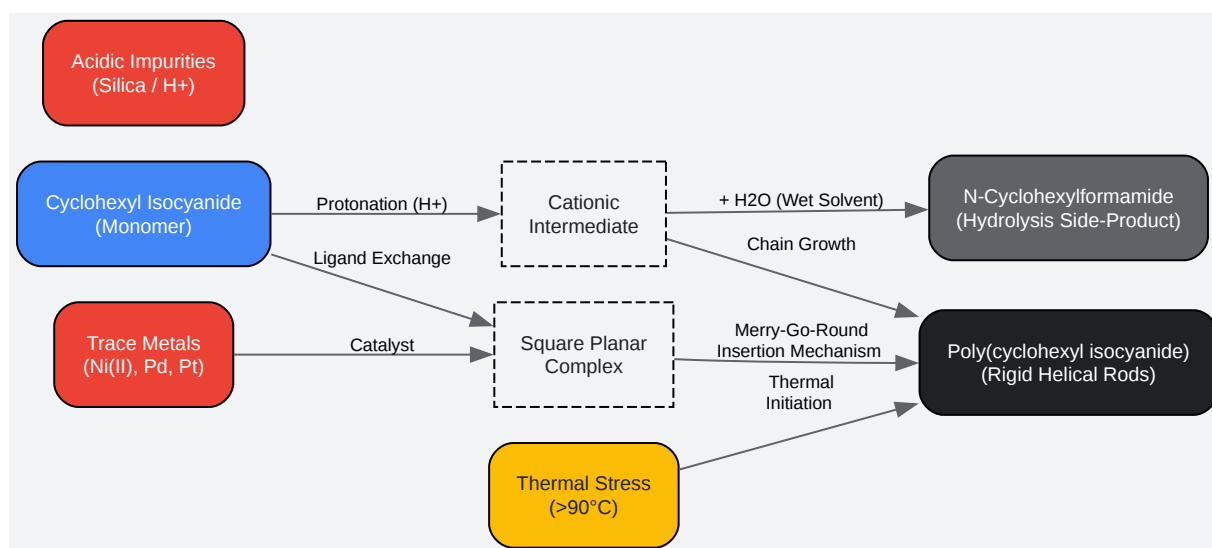 Acidic Impurities
(Silica / H+)
Cyclohexyl Isocyanide
(Monomer)
Protonation (H+)
Cationic
Intermediate
+ H2O (Wet Solvent)
N-Cyclohexylformamide
(Hydrolysis Side-Product)
Ligand Exchange
Chain Growth
Trace Metals
(Ni(II), Pd, Pt)
Catalyst
Square Planar
Complex
Merry-Go-Round
Insertion Mechanism
Poly(cyclohexyl isocyanide)
(Rigid Helical Rods)
Thermal
Initiation
Thermal Stress
(>90°C)